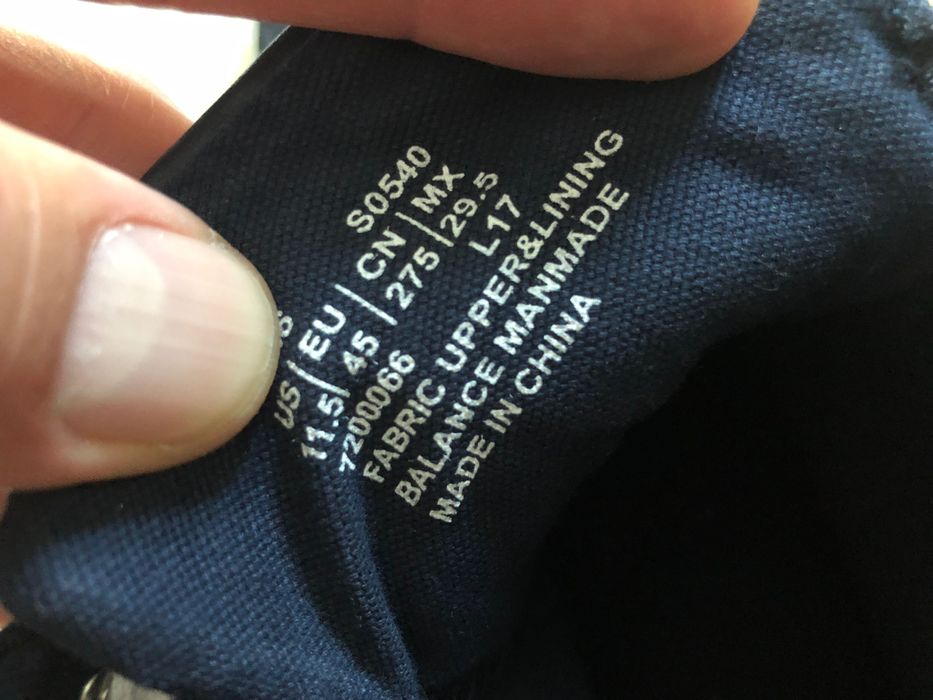 S0540
US | EU | CN | MX
11.5 | 45 | 275 | 29.5
7200066 L17
FABRIC UPPER&LINING
BALANCE MANMADE
MADE IN CHINA